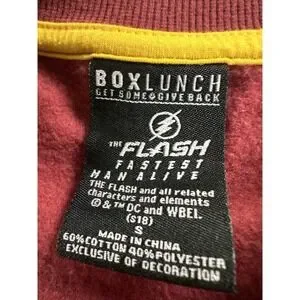 BOXLUNCH
GET SOME GIVE BACK
THE FLASH
FASTEST
MAN ALIVE
THE FLASH and all related
characters and elements
© & ™ DC and WBEI.
(S18)
S
MADE IN CHINA
60%COTTON 40%POLYESTER
EXCLUSIVE OF DECORATION